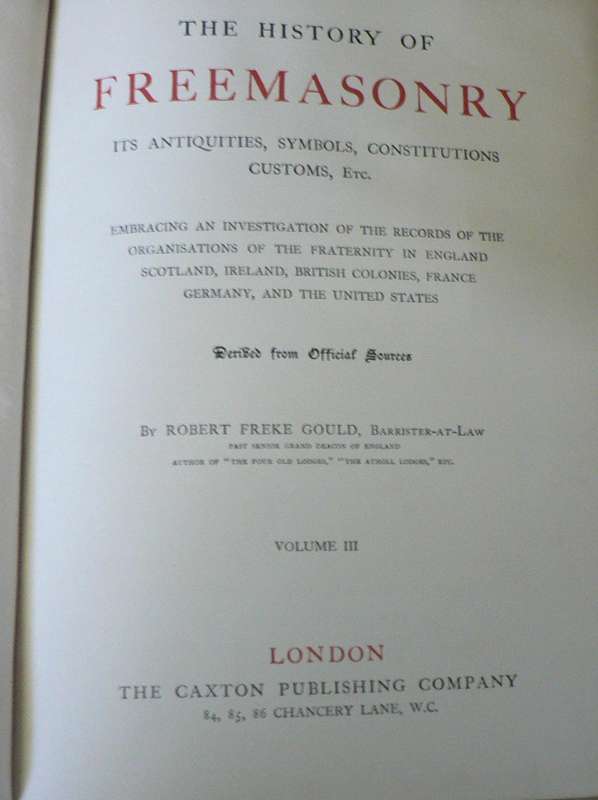 THE HISTORY OF
FREEMASONRY
ITS ANTIQUITIES, SYMBOLS, CONSTITUTIONS
CUSTOMS, Etc.
EMBRACING AN INVESTIGATION OF THE RECORDS OF THE
ORGANISATIONS OF THE FRATERNITY IN ENGLAND
SCOTLAND, IRELAND, BRITISH COLONIES, FRANCE
GERMANY, AND THE UNITED STATES
Derived from Official Sources
By ROBERT FREKE GOULD, Barrister-at-Law
PAST SENIOR GRAND DEACON OF ENGLAND
AUTHOR OF "THE FOUR OLD LODGES," "THE ATHOLL LODGES," ETC.
VOLUME III
LONDON
THE CAXTON PUBLISHING COMPANY
84, 85, 86 CHANCERY LANE, W.C.